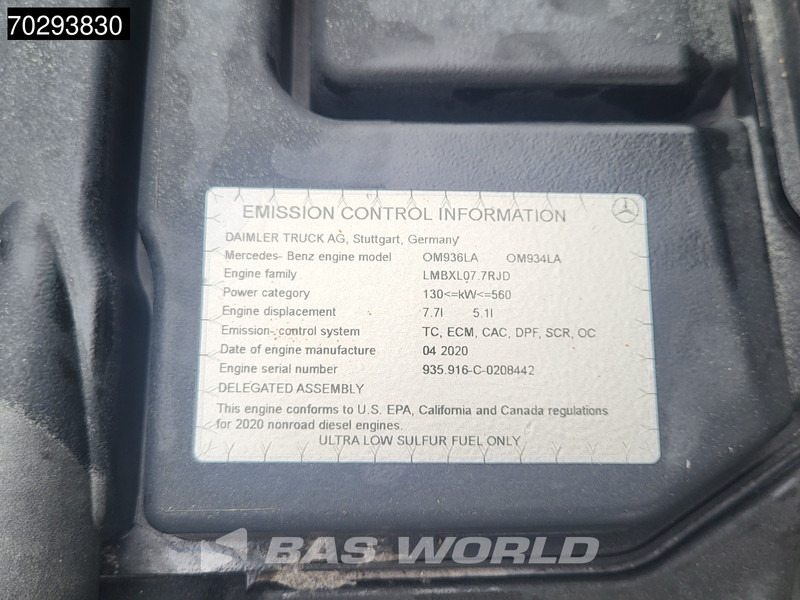 70293830
EMISSION CONTROL INFORMATION
DAIMLER TRUCK AG, Stuttgart, Germany
Mercedes- Benz engine model OM936LA OM934LA
Engine family LMBXL07.7RJD
Power category 130<=kW<=560
Engine displacement 7.7l 5.1l
Emission- control system TC, ECM, CAC, DPF, SCR, OC
Date of engine manufacture 04 2020
Engine serial number 935.916-C-0208442
DELEGATED ASSEMBLY
This engine conforms to U.S. EPA, California and Canada regulations
for 2020 nonroad diesel engines.
ULTRA LOW SULFUR FUEL ONLY
BAS WORLD